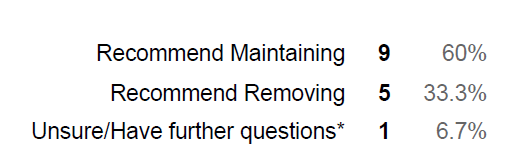 Recommend Maintaining 9 60%
Recommend Removing 5 33.3%
Unsure/Have further questions* 1 6.7%